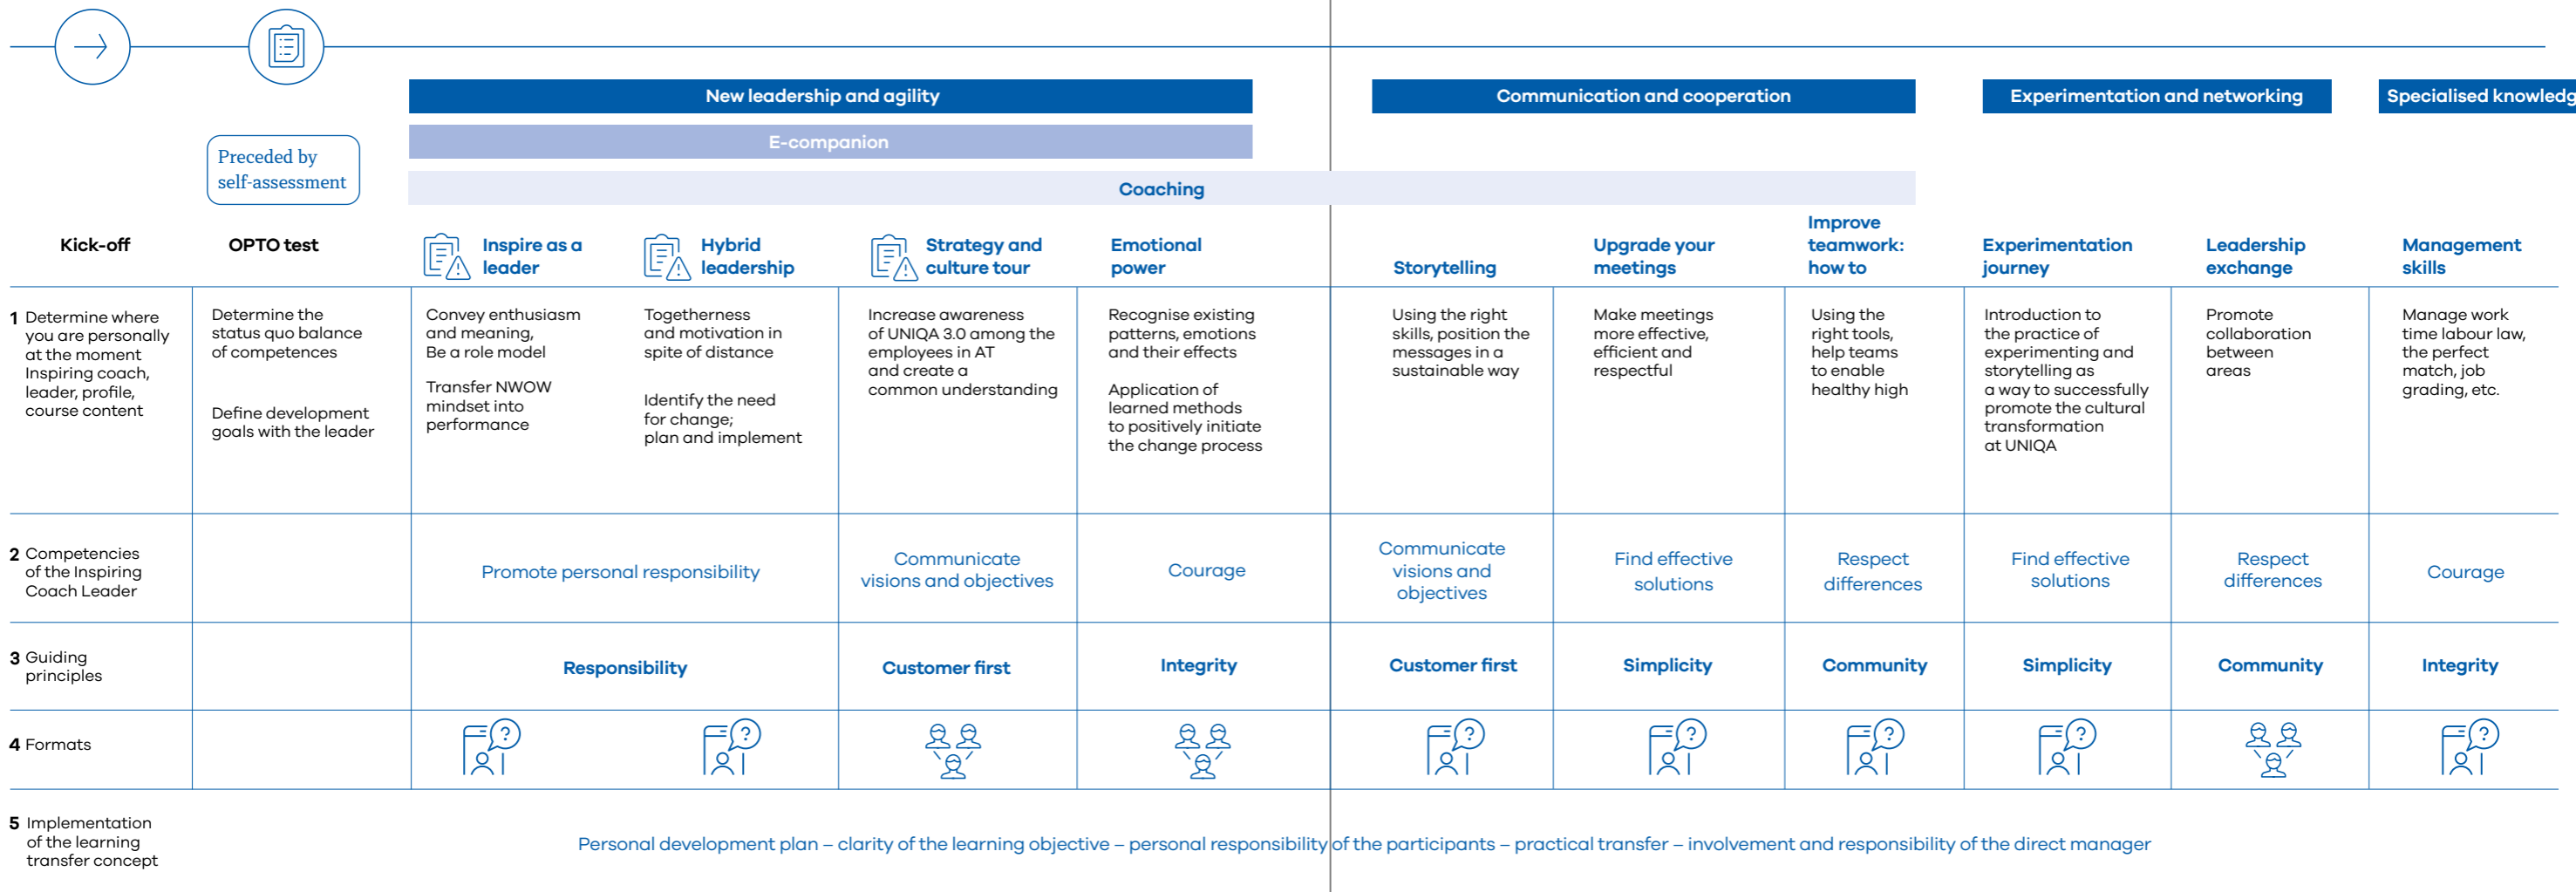 New leadership and agility
Communication and cooperation
Experimentation and networking
Specialised
E-companion
Preceded by
self-assessment
Coaching
Kick-off
OPTO test
Inspire as a
leader
Hybrid
leadership
Strategy and
culture tour
Emotional
power
Storytelling
Upgrade your
meetings
Improve
teamwork:
how to
Experimentation
journey
Leadership
exchange
Management
skills
1 Determine where
you are personally
at the moment
Inspiring coach,
leader, profile,
course content
Determine the
status quo balance
of competences
Define development
goals with the leader
Convey enthusiasm
and meaning,
Be a role model
Transfer NWOW
mindset into
performance
Togetherness
and motivation in
spite of distance
Identify the need
for change;
plan and implement
Increase awareness
of UNIQA 3.0 among the
employees in AT
and create a
common understanding
Recognise existing
patterns, emotions
and their effects
Application of
learned methods
to positively initiate
the change process
Using the right
skills, position the
messages in a
sustainable way
Make meetings
more effective,
efficient and
respectful
Using the
right tools,
help teams
to enable
healthy high
Introduction to
the practice of
experimenting and
storytelling as
a way to successfully
promote the cultural
transformation
at UNIQA
Promote
collaboration
between
areas
Manage work
time labour law,
the perfect
match, job
grading, etc.
2 Competencies
of the Inspiring
Coach Leader
Promote personal responsibility
Communicate
visions and objectives
Courage
Communicate
visions and
objectives
Find effective
solutions
Respect
differences
Find effective
solutions
Respect
differences
Courage
3 Guiding
principles
Responsibility
Customer first
Integrity
Customer first
Simplicity
Community
Simplicity
Community
Integrity
4 Formats
?
?
?
?
?
?
?
5 Implementation
of the learning
transfer concept
Personal development plan – clarity of the learning objective – personal responsibility of the participants – practical transfer – involvement and responsibility of the direct manager